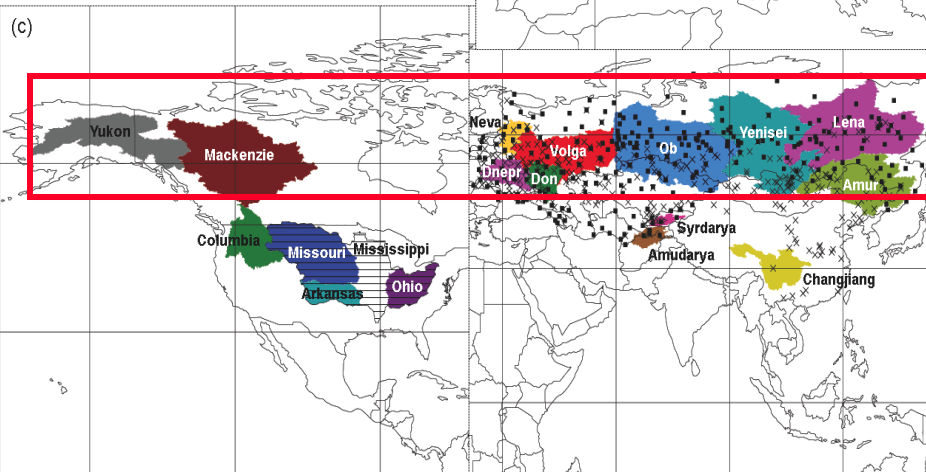 (c)
Yukon
Mackenzie
Neva
Volga
Dnepr
Don
Ob
Yenisei
Lena
Amur
Columbia
Missouri
Mississippi
Arkansas
Ohio
Syrdarya
Amudarya
Changjiang